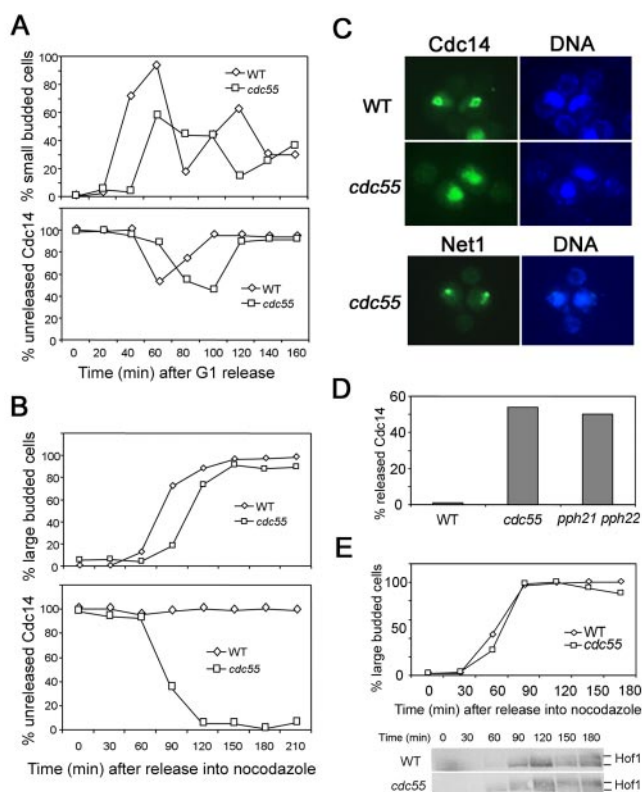 A
% small budded cells
100
80
60
40
20
0
WT
cdc55
% unreleased Cdc14
120
100
80
60
40
20
0
WT
cdc55
0 20 40 60 80 100 120 140 160
Time (min) after G1 release
B
% large budded cells
100
80
60
40
20
0
WT
cdc55
% unreleased Cdc14
100
80
60
40
20
0
WT
cdc55
0 30 60 90 120 150 180 210
Time (min) after release into nocodazole
C
Cdc14 DNA
WT
cdc55
Net1 DNA
cdc55
D
% released Cdc14
60
40
20
0
WT cdc55 pph21 pph22
E
% large budded cells
100
50
0
WT
cdc55
0 30 60 90 120 150 180
Time (min) after release into nocodazole
Time (min) 0 30 60 90 120 150 180
WT Hof1
cdc55 Hof1